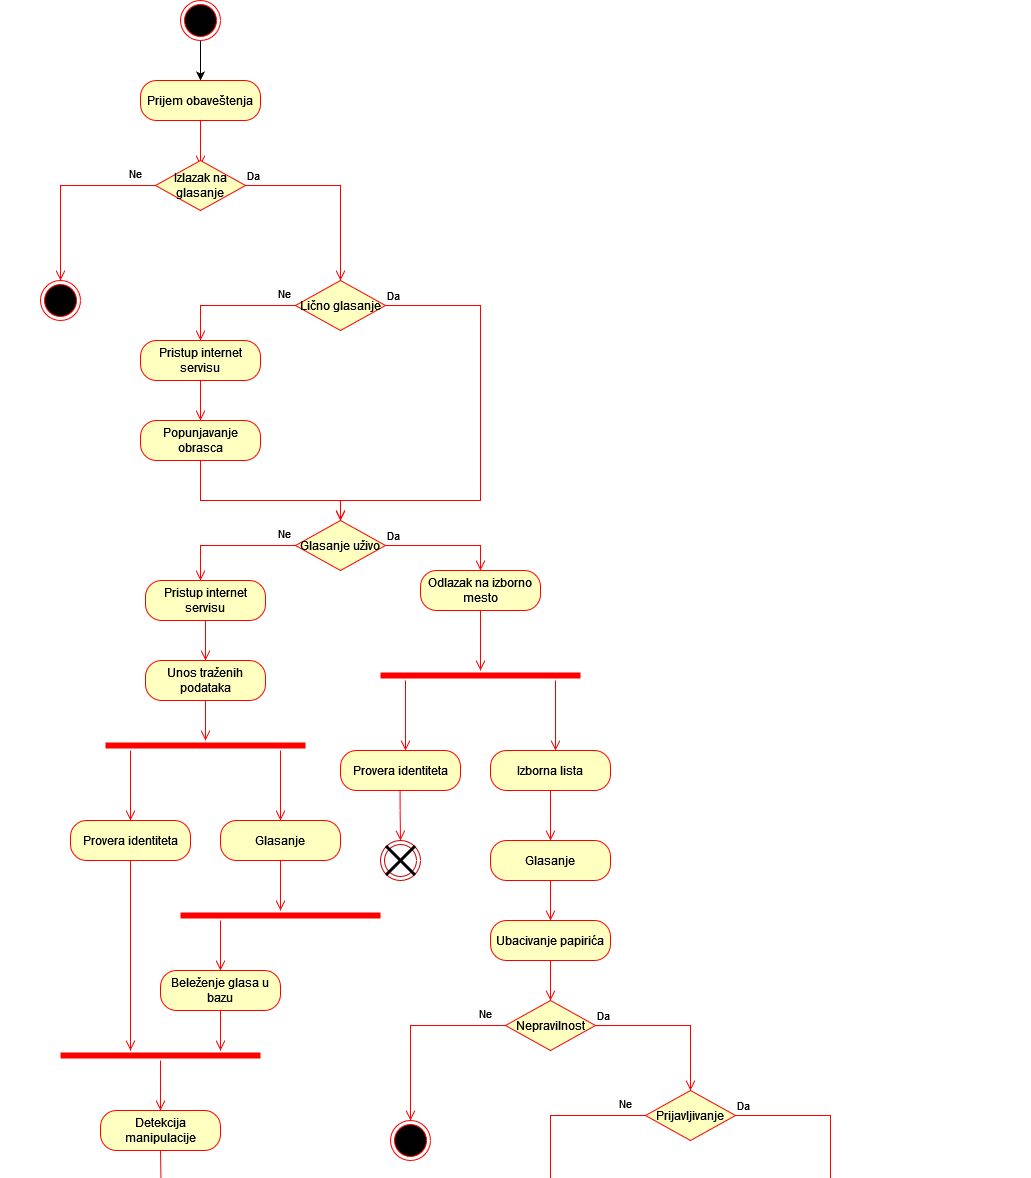 Prijem obaveštenja
Ne
Izlazak na
glasanje
Da
Ne
Lično glasanje
Da
Pristup internet
servisu
Popunjavanje
obrasca
Ne
Glasanje uživo
Da
Pristup internet
servisu
Odlazak na izborno
mesto
Unos traženih
podataka
Provera identiteta
Izborna lista
Provera identiteta
Glasanje
Glasanje
Ubacivanje papirića
Beleženje glasa u
bazu
Ne
Nepravilnost
Da
Ne
Prijavljivanje
Da
Detekcija
manipulacije